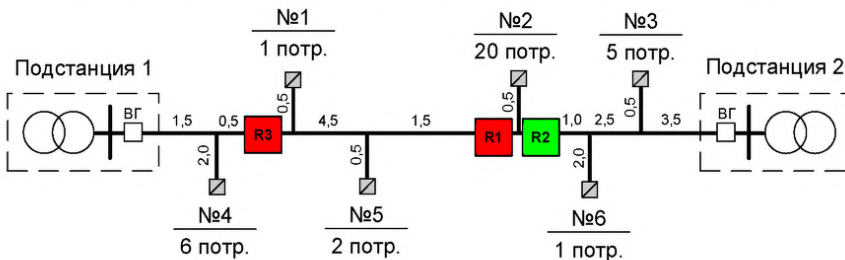 №1
1 потр.
№2
20 потр.
№3
5 потр.
Подстанция 1
Подстанция 2
ВГ
1,5
0,5
R3
0,5
4,5
1,5
R1
0,5
R2
1,0
2,5
0,5
3,5
ВГ
2,0
0,5
2,0
№4
6 потр.
№5
2 потр.
№6
1 потр.